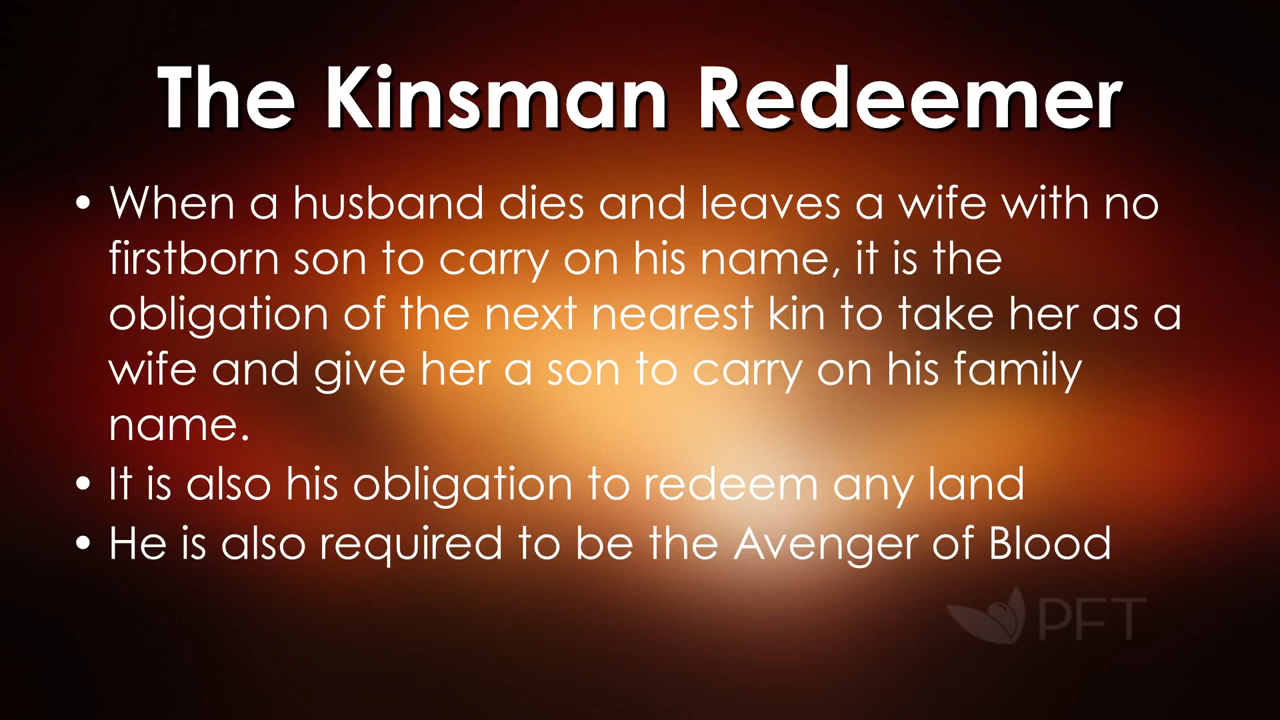 The Kinsman Redeemer
• When a husband dies and leaves a wife with no
firstborn son to carry on his name, it is the
obligation of the next nearest kin to take her as a
wife and give her a son to carry on his family
name.
• It is also his obligation to redeem any land
• He is also required to be the Avenger of Blood
PFT